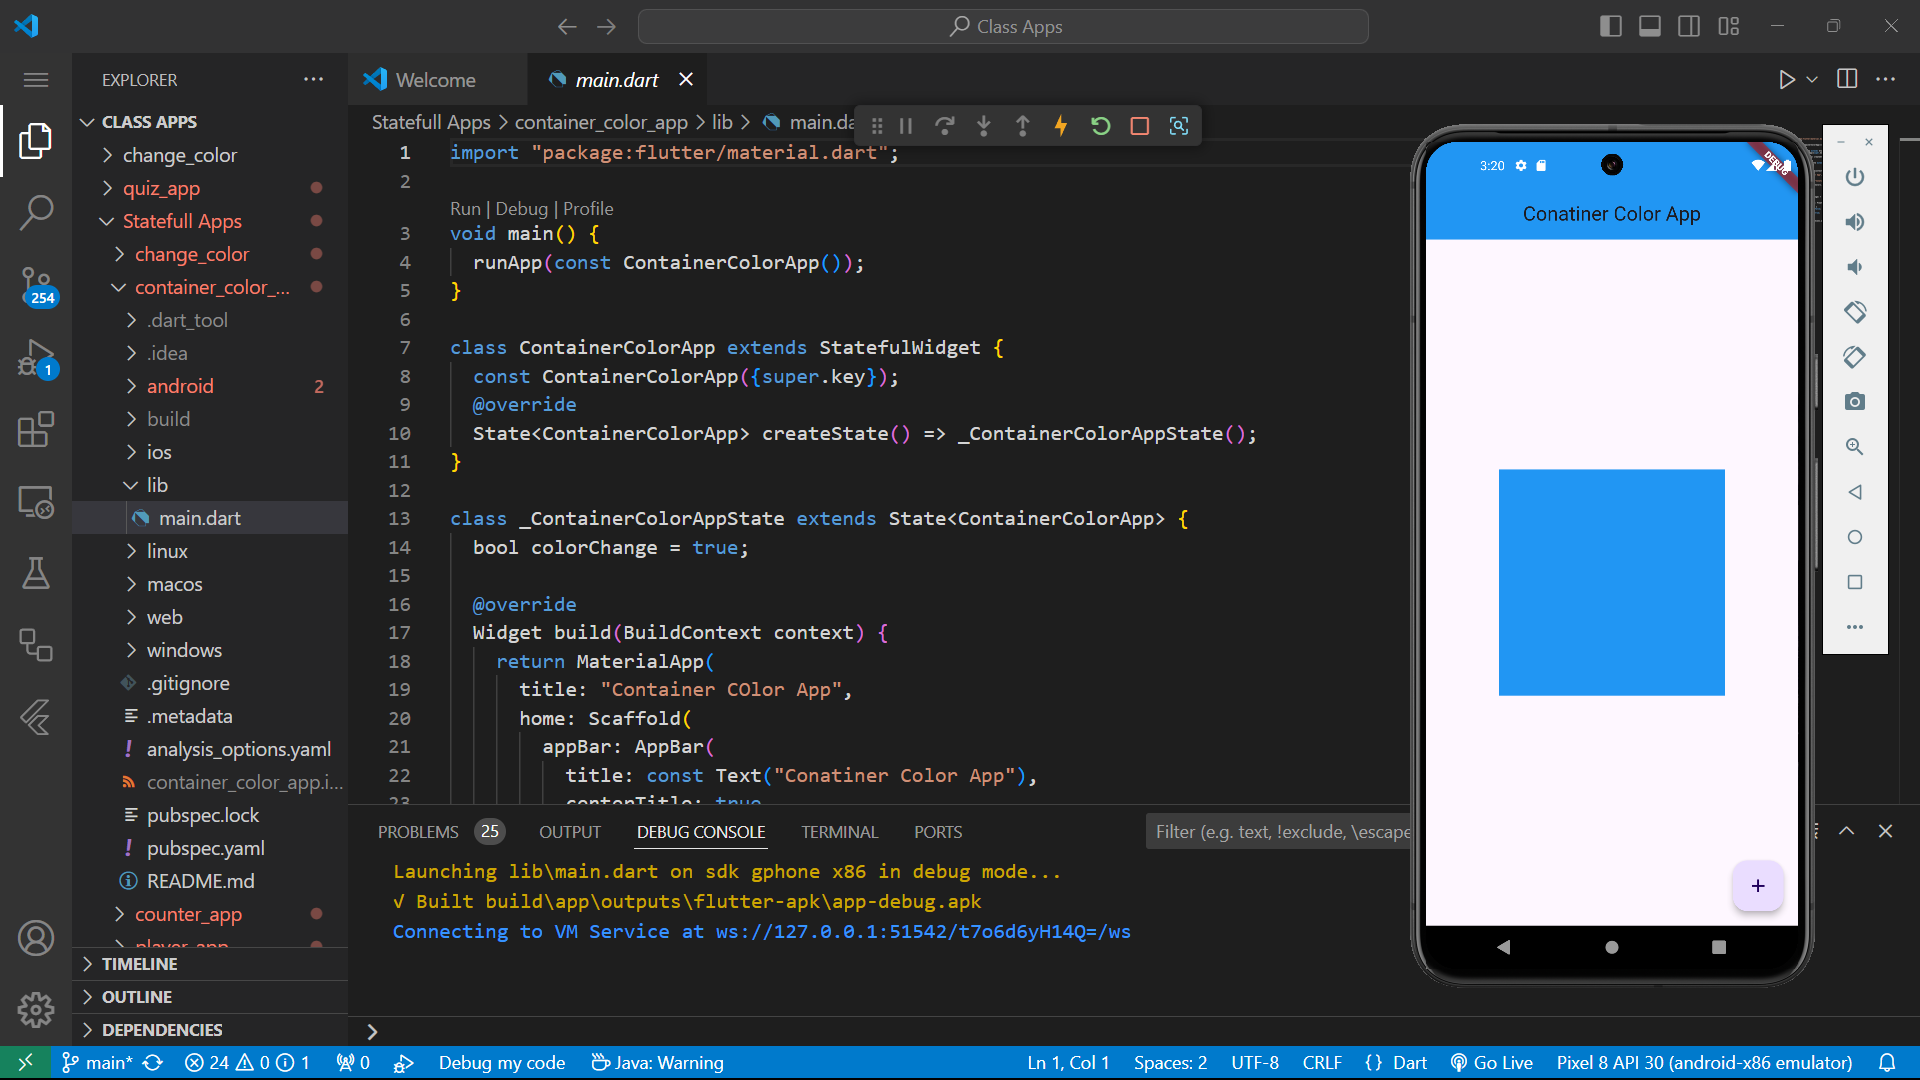 Class Apps
EXPLORER
CLASS APPS
change_color
quiz_app
Statefull Apps
change_color
container_color_...
.dart_tool
.idea
android 2
build
ios
lib
main.dart
linux
macos
web
windows
.gitignore
.metadata
analysis_options.yaml
container_color_app.i...
pubspec.lock
pubspec.yaml
README.md
counter_app
player_app
TIMELINE
OUTLINE
DEPENDENCIES
254
1
Welcome
main.dart
Statefull Apps > container_color_app > lib > main.da
1 import "package:flutter/material.dart";
2
Run | Debug | Profile
3 void main() {
4 runApp(const ContainerColorApp());
5 }
6
7 class ContainerColorApp extends StatefulWidget {
8 const ContainerColorApp({super.key});
9 @override
10 State<ContainerColorApp> createState() => _ContainerColorAppState();
11 }
12
13 class _ContainerColorAppState extends State<ContainerColorApp> {
14 bool colorChange = true;
15
16 @override
17 Widget build(BuildContext context) {
18 return MaterialApp(
19 title: "Container COlor App",
20 home: Scaffold(
21 appBar: AppBar(
22 title: const Text("Conatiner Color App"),
23 centerTitle: true
PROBLEMS 25 OUTPUT DEBUG CONSOLE TERMINAL PORTS
Filter (e.g. text, !exclude, \escape
Launching lib\main.dart on sdk gphone x86 in debug mode...
√ Built build\app\outputs\flutter-apk\app-debug.apk
Connecting to VM Service at ws://127.0.0.1:51542/t7o6d6yH14Q=/ws
3:20
DEBUG
Conatiner Color App
main* 24 0 1 0 Debug my code Java: Warning
Ln 1, Col 1 Spaces: 2 UTF-8 CRLF {} Dart Go Live Pixel 8 API 30 (android-x86 emulator)